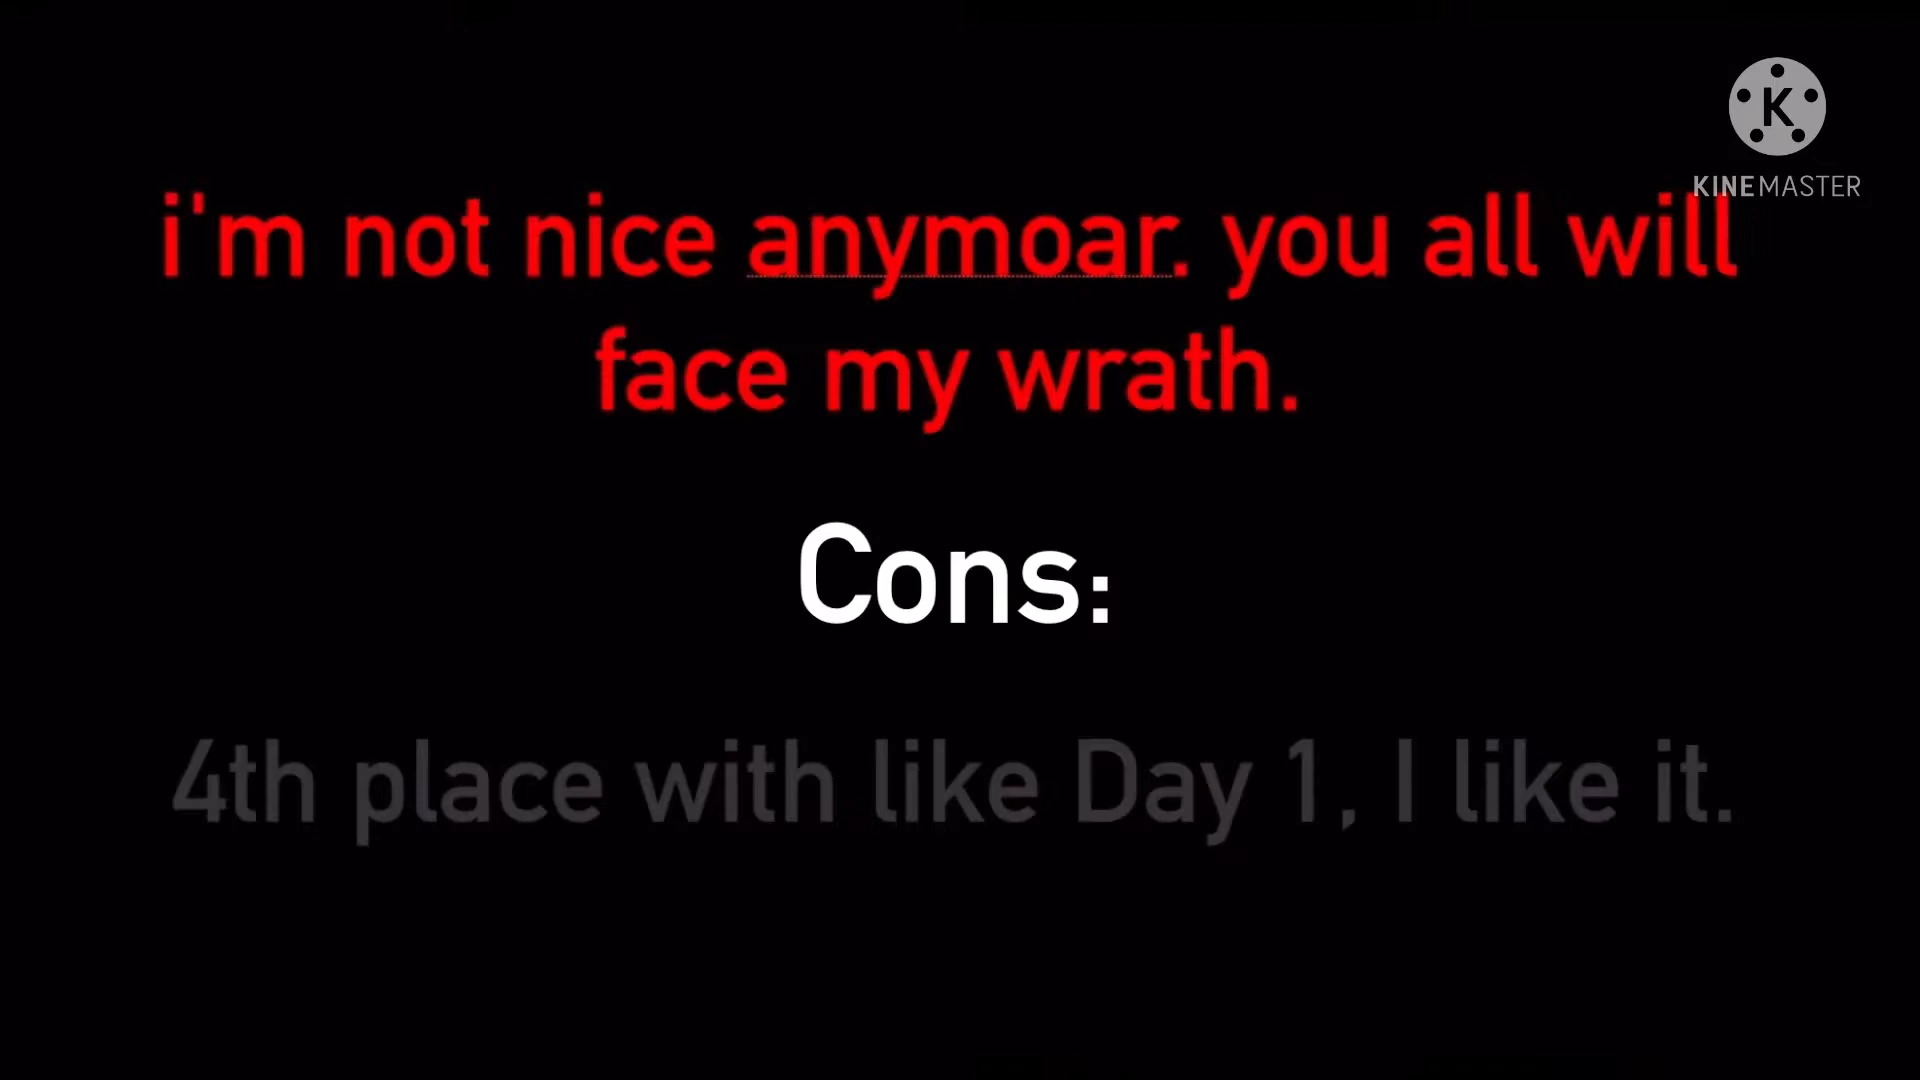 K
KINEMASTER
i'm not nice anymoar. you all will
face my wrath.
Cons:
4th place with like Day 1, I like it.